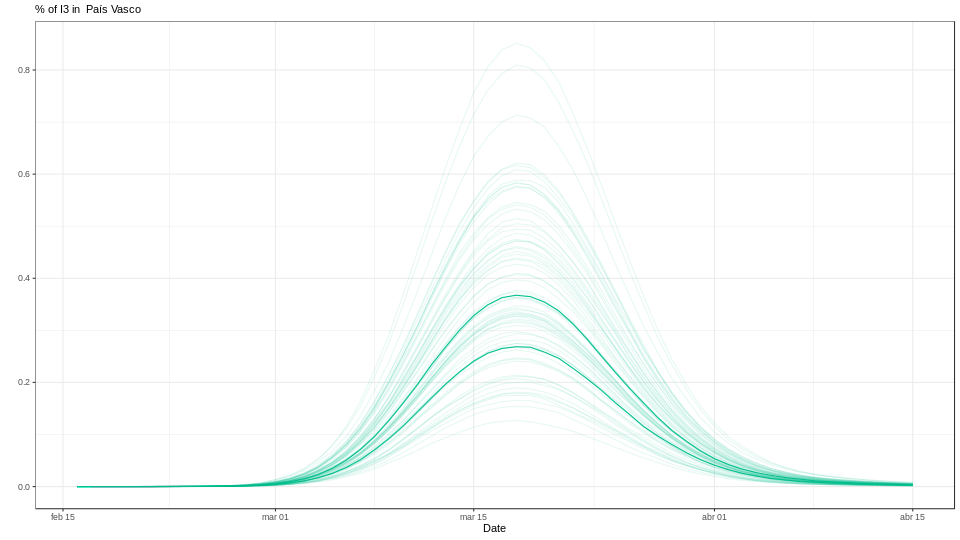 % of I3 in  País Vasco
0.8
0.6
0.4
0.2
0.0
feb 15
mar 01
mar 15
abr 01
abr 15
Date